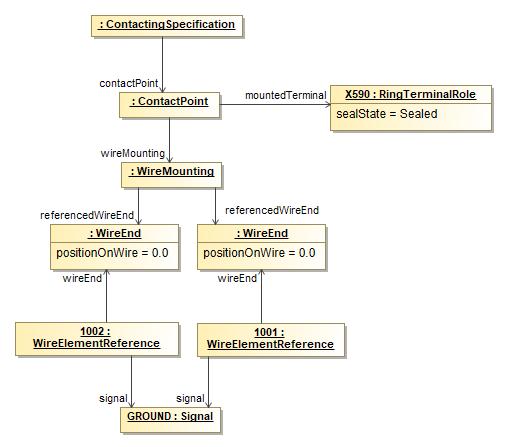 : ContactingSpecification
contactPoint
: ContactPoint
mountedTerminal
X590 : RingTerminalRole
sealState = Sealed
wireMounting
: WireMounting
referencedWireEnd
referencedWireEnd
: WireEnd
positionOnWire = 0.0
: WireEnd
positionOnWire = 0.0
wireEnd
wireEnd
1002 :
WireElementReference
1001 :
WireElementReference
signal
signal
GROUND : Signal